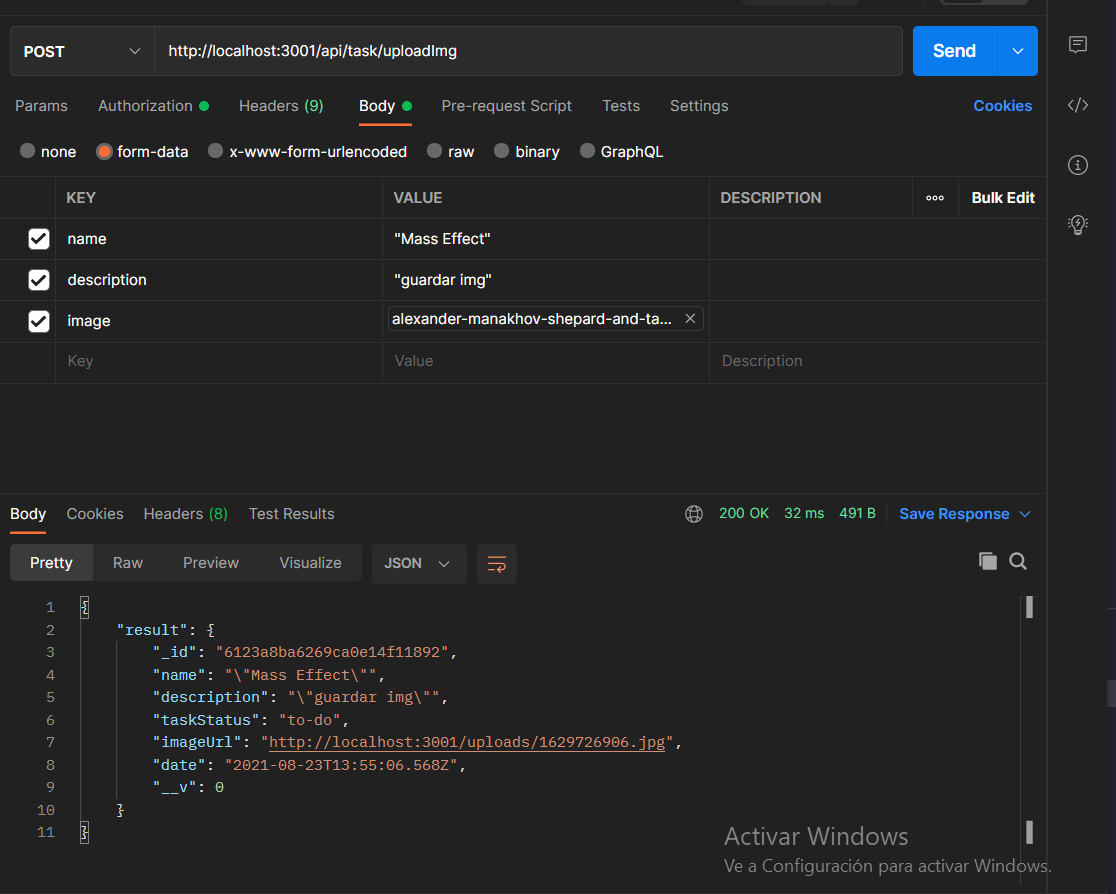 POST http://localhost:3001/api/task/uploadImg Send
Params Authorization Headers (9) Body Pre-request Script Tests Settings Cookies
none form-data x-www-form-urlencoded raw binary GraphQL
KEY VALUE DESCRIPTION ••• Bulk Edit
name "Mass Effect"
description "guardar img"
image alexander-manakhov-shepard-and-ta...
Key Value Description
Body Cookies Headers (8) Test Results 200 OK 32 ms 491 B Save Response
Pretty Raw Preview Visualize JSON
1 {
2 "result": {
3 "_id": "6123a8ba6269ca0e14f11892",
4 "name": "\"Mass Effect\"",
5 "description": "\"guardar img\"",
6 "taskStatus": "to-do",
7 "imageUrl": "http://localhost:3001/uploads/1629726906.jpg",
8 "date": "2021-08-23T13:55:06.568Z",
9 "__v": 0
10 }
11 }
Activar Windows
Ve a Configuración para activar Windows.